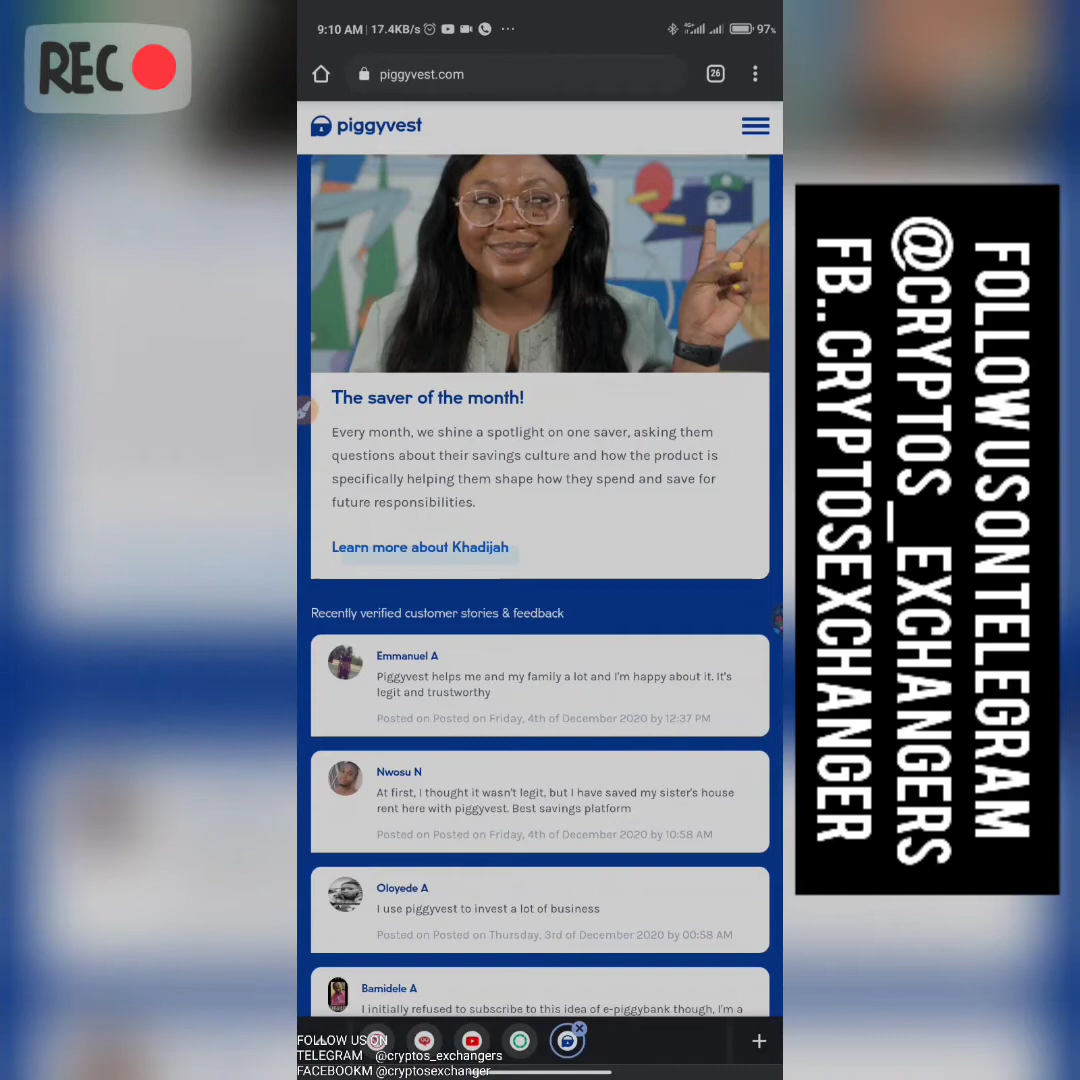 REC
9:10 AM | 17.4KB/s
4G+
97%
piggyvest.com
26
piggyvest
The saver of the month!
Every month, we shine a spotlight on one saver, asking them
questions about their savings culture and how the product is
specifically helping them shape how they spend and save for
future responsibilities.
Learn more about Khadijah
Recently verified customer stories & feedback
Emmanuel A
Piggyvest helps me and my family a lot and I'm happy about it. It's
legit and trustworthy
Posted on Posted on Friday, 4th of December 2020 by 12:37 PM
Nwosu N
At first, I thought it wasn't legit, but I have saved my sister's house
rent here with piggyvest. Best savings platform
Posted on Posted on Friday, 4th of December 2020 by 10:58 AM
Oloyede A
I use piggyvest to invest a lot of business
Posted on Posted on Thursday, 3rd of December 2020 by 00:58 AM
Bamidele A
I initially refused to subscribe to this idea of e-piggybank though, I'm a
FOLLOW US ON
TELEGRAM @cryptos_exchangers
FACEBOOKM @cryptosexchanger
FOLLOW US ON TELEGRAM
@CRYPTOS_EXCHANGERS
FB.. CRYPTOSEXCHANGER